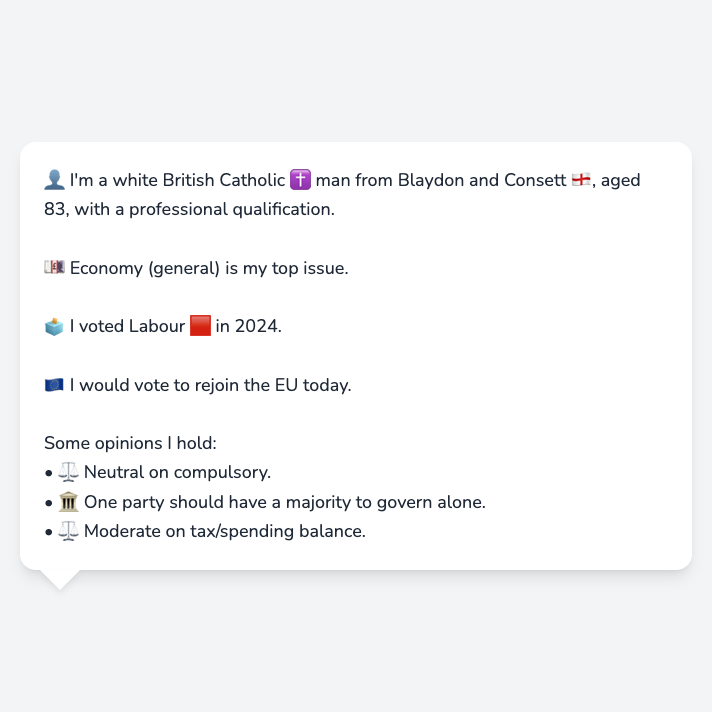 👤 I'm a white British Catholic ✝️ man from Blaydon and Consett 🏴󠁧󠁢󠁥󠁮󠁧󠁿, aged
83, with a professional qualification.
💷 Economy (general) is my top issue.
🗳️ I voted Labour 🟥 in 2024.
🇪🇺 I would vote to rejoin the EU today.
Some opinions I hold:
• ⚖️ Neutral on compulsory.
• 🏛️ One party should have a majority to govern alone.
• ⚖️ Moderate on tax/spending balance.